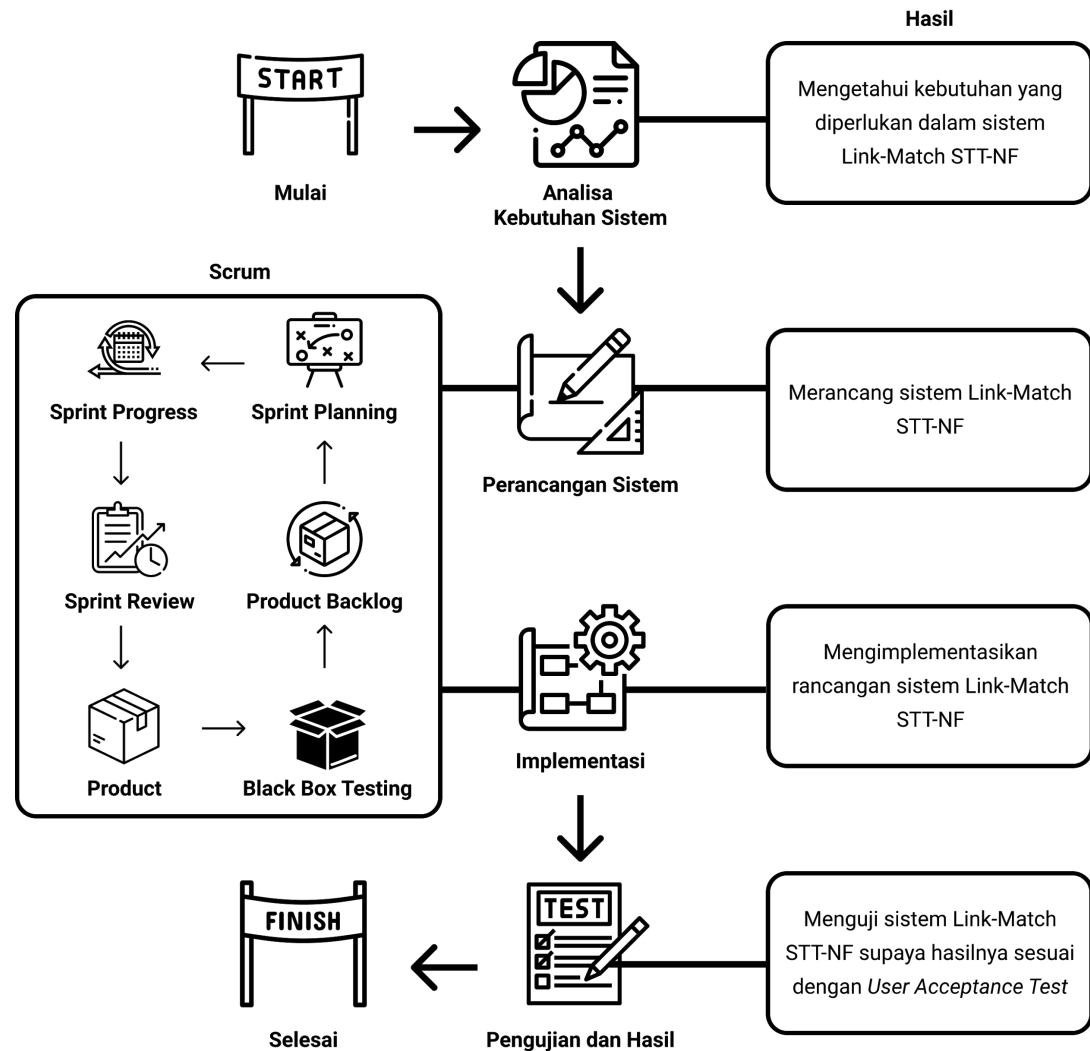 Hasil
START
Mulai
Analisa
Kebutuhan Sistem
Mengetahui kebutuhan yang
diperlukan dalam sistem
Link-Match STT-NF
Scrum
Sprint Progress
Sprint Planning
Sprint Review
Product Backlog
Product
Black Box Testing
Perancangan Sistem
Merancang sistem Link-Match
STT-NF
Implementasi
Mengimplementasikan
rancangan sistem Link-Match
STT-NF
FINISH
Selesai
TEST
Pengujian dan Hasil
Menguji sistem Link-Match
STT-NF supaya hasilnya sesuai
dengan User Acceptance Test